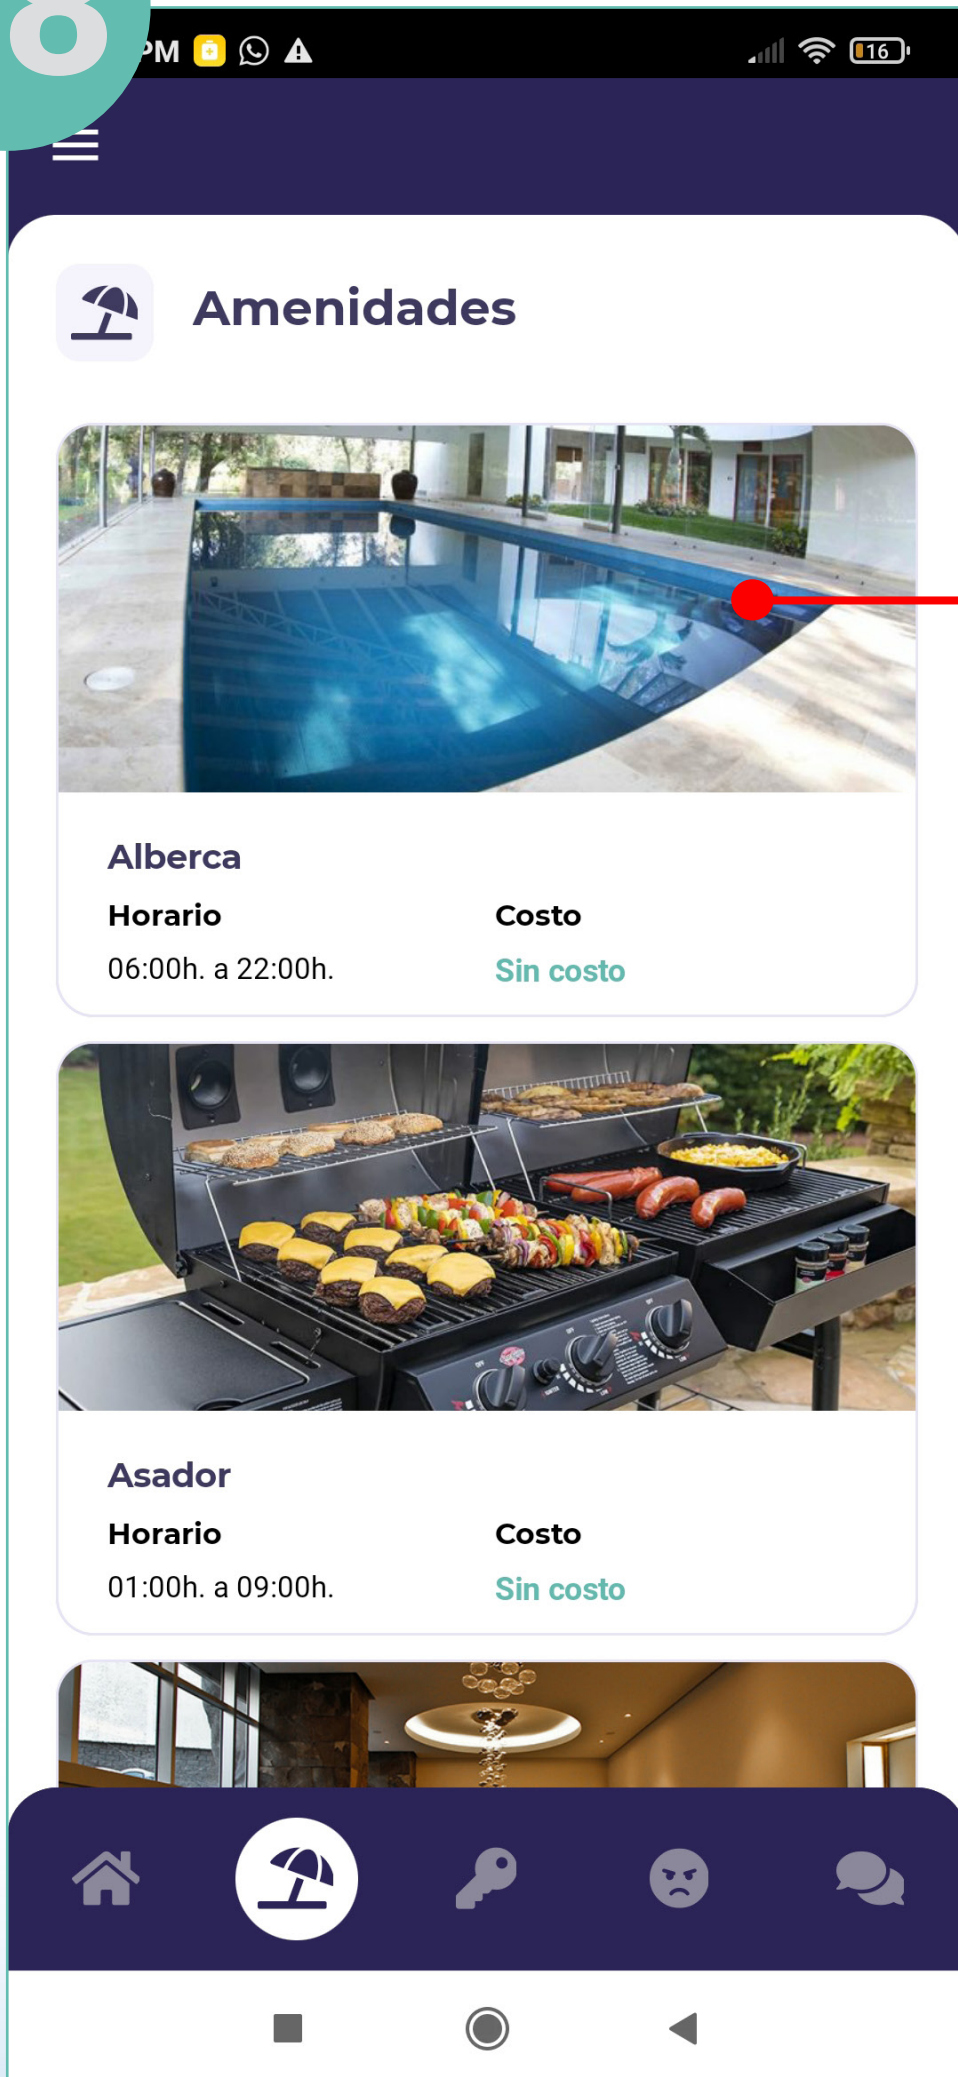 8
PM
16
Amenidades
Alberca
Horario Costo
06:00h. a 22:00h. Sin costo
Asador
Horario Costo
01:00h. a 09:00h. Sin costo